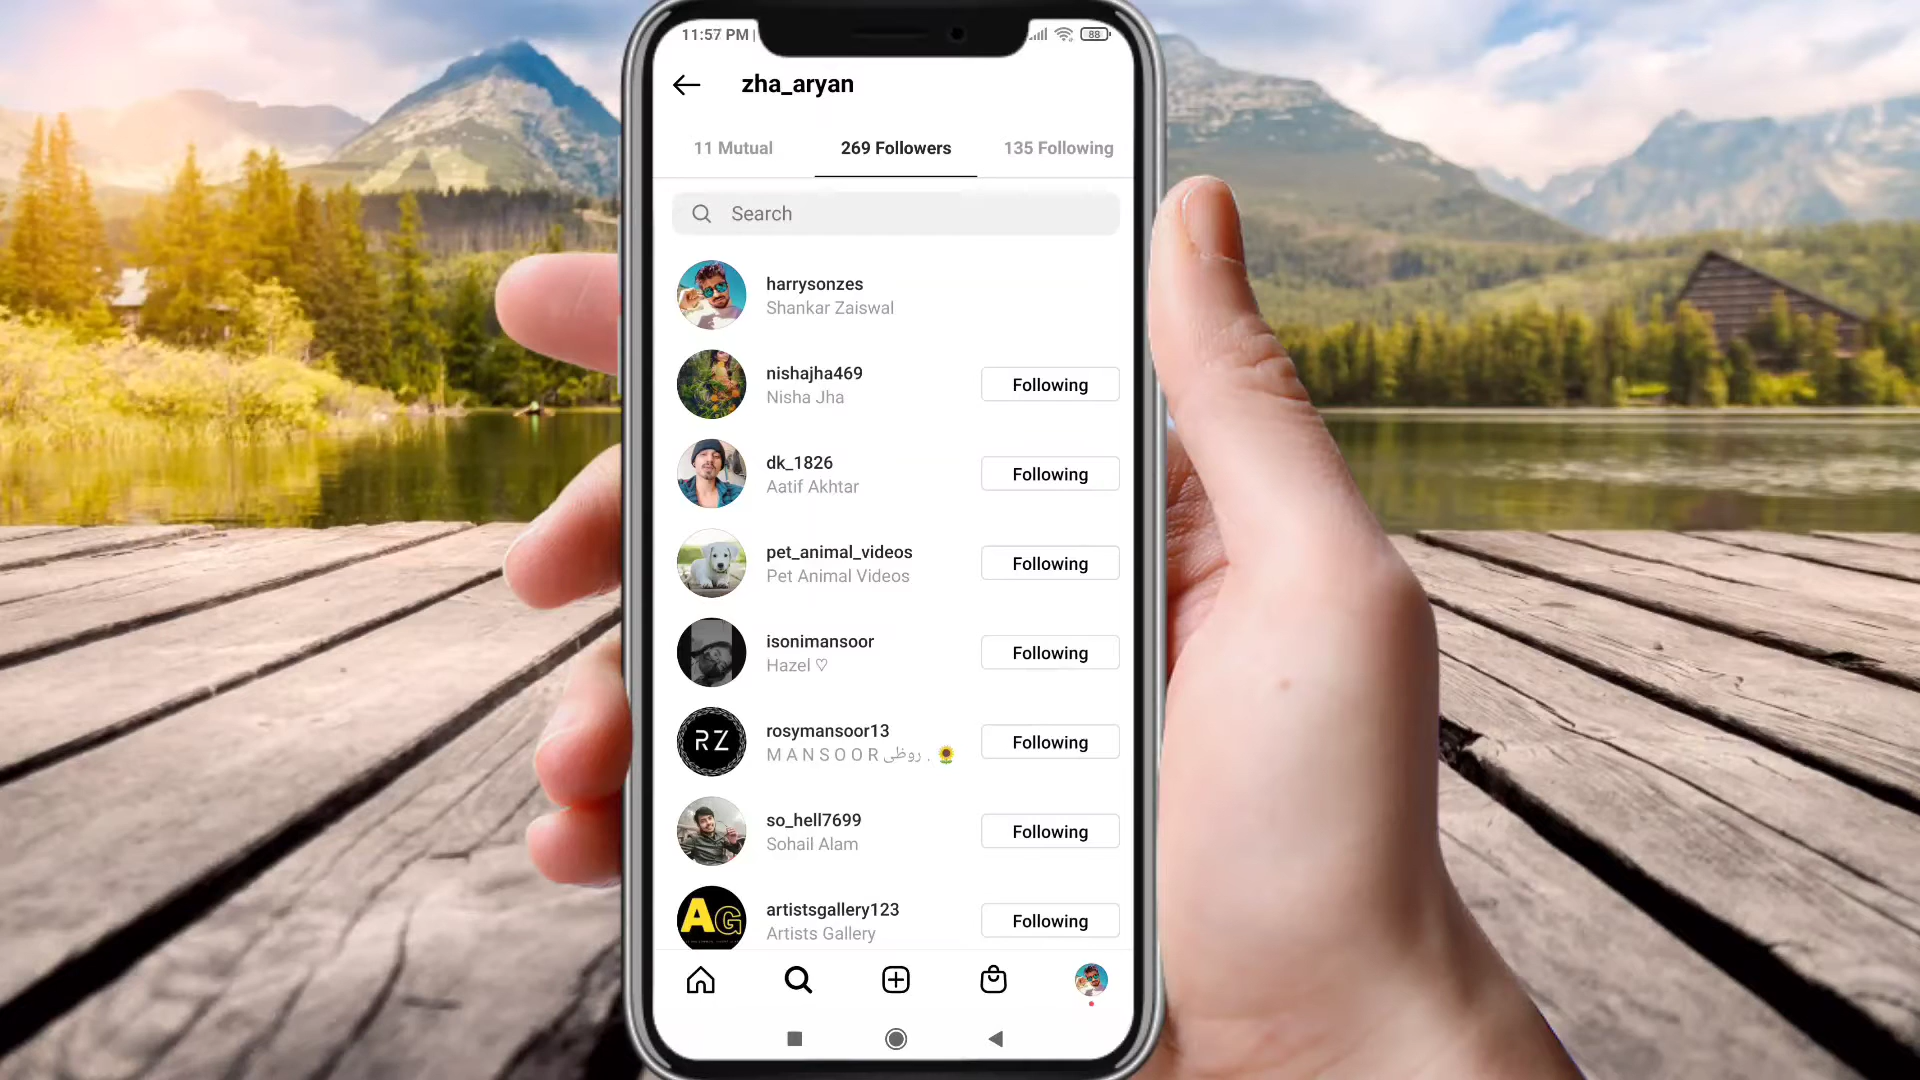 11:57 PM
88
zha_aryan
11 Mutual
269 Followers
135 Following
Search
harrysonzes
Shankar Zaiswal
nishajha469
Nisha Jha
Following
dk_1826
Aatif Akhtar
Following
pet_animal_videos
Pet Animal Videos
Following
isonimansoor
Hazel ♡
Following
RZ
rosymansoor13
M A N S O O R روظی . 🌻
Following
so_hell7699
Sohail Alam
Following
AG
artistsgallery123
Artists Gallery
Following